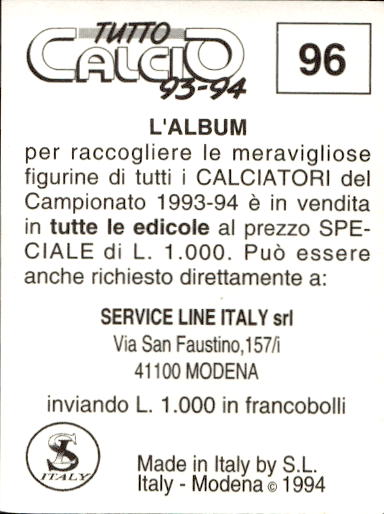 TUTTO
CALCIO
93-94
96
L'ALBUM
per raccogliere le meravigliose
figurine di tutti i CALCIATORI del
Campionato 1993-94 è in vendita
in tutte le edicole al prezzo SPE-
CIALE di L. 1.000. Può essere
anche richiesto direttamente a:
SERVICE LINE ITALY srl
Via San Faustino,157/i
41100 MODENA
inviando L. 1.000 in francobolli
SL
ITALY
Made in Italy by S.L.
Italy - Modena © 1994